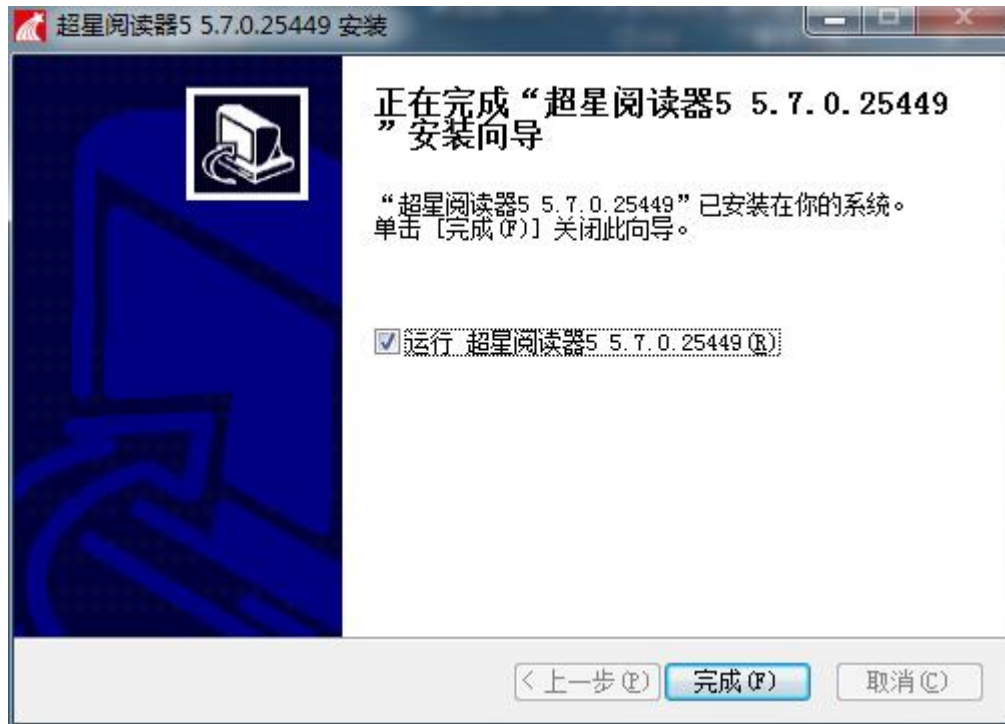 超星阅读器5 5.7.0.25449 安装
正在完成“超星阅读器5 5.7.0.25449
”安装向导
“超星阅读器5 5.7.0.25449”已安装在你的系统。
单击 [完成(F)] 关闭此向导。
运行 超星阅读器5 5.7.0.25449(R)
<上一步(P) 完成(F) 取消(C)